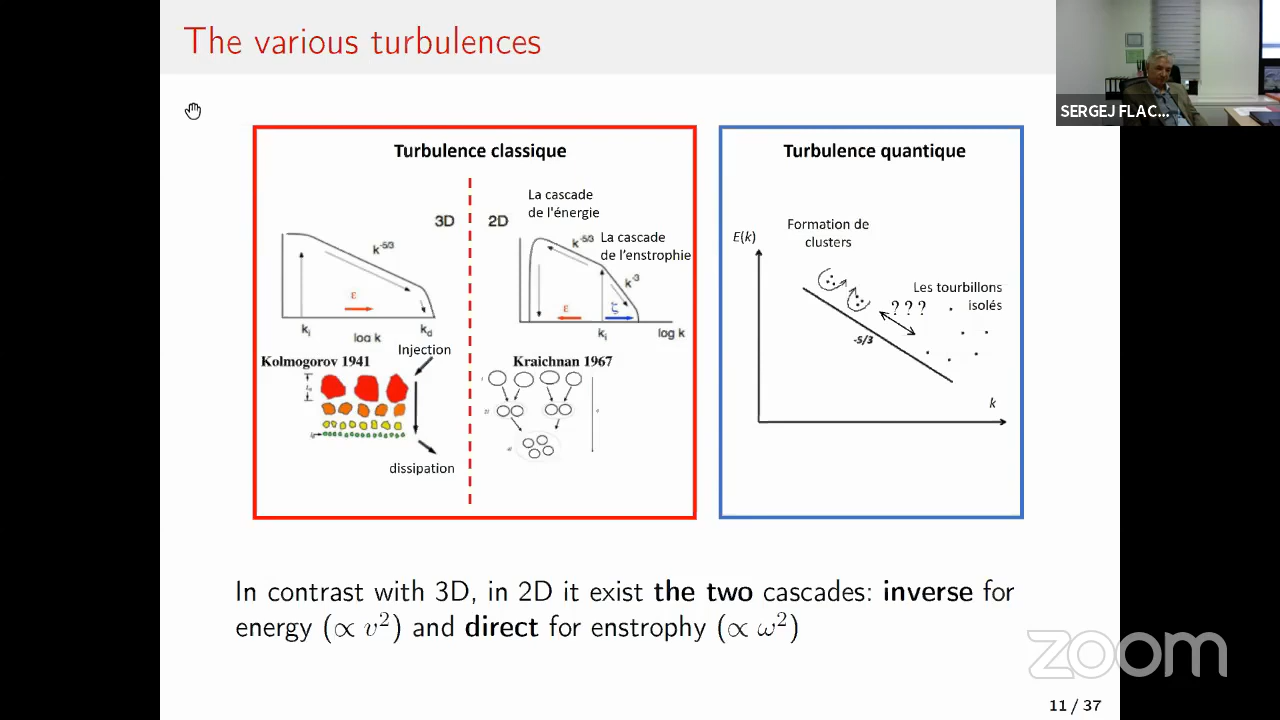 The various turbulences
SERGEJ FLAC...
Turbulence classique
3D
k-5/3
ε
ki
kd
log k
Kolmogorov 1941
Injection
dissipation
2D
La cascade
de l'énergie
La cascade
de l'enstrophie
k-5/3
k-3
ε
ζ
ki
log k
Kraichnan 1967
Turbulence quantique
E(k)
Formation de
clusters
Les tourbillons
isolés
? ? ?
-5/3
k
In contrast with 3D, in 2D it exist the two cascades: inverse for
energy (∝ v²) and direct for enstrophy (∝ ω²)
zoom
11 / 37